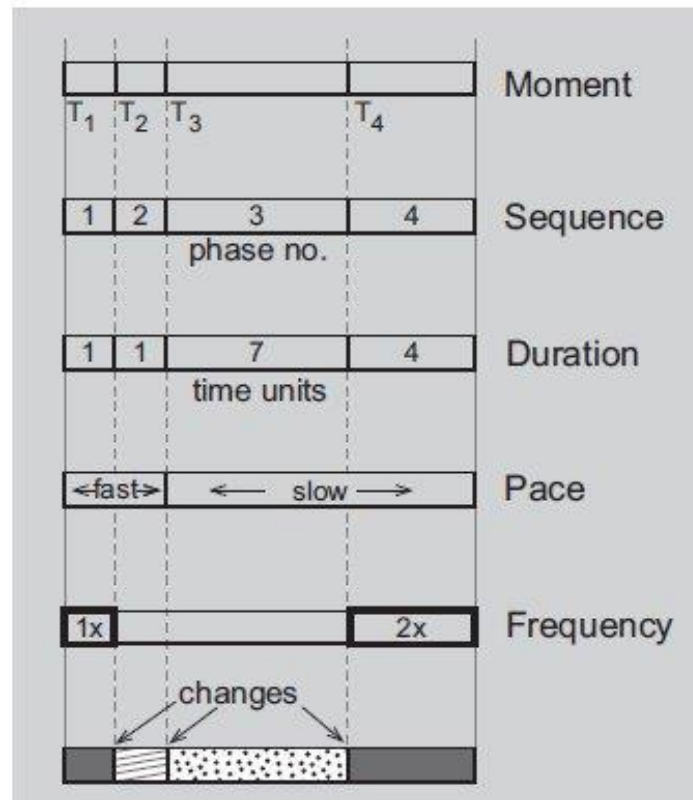 Moment
T1 T2 T3 T4
1 2 3 4 Sequence
phase no.
1 1 7 4 Duration
time units
fast slow Pace
1x 2x Frequency
changes